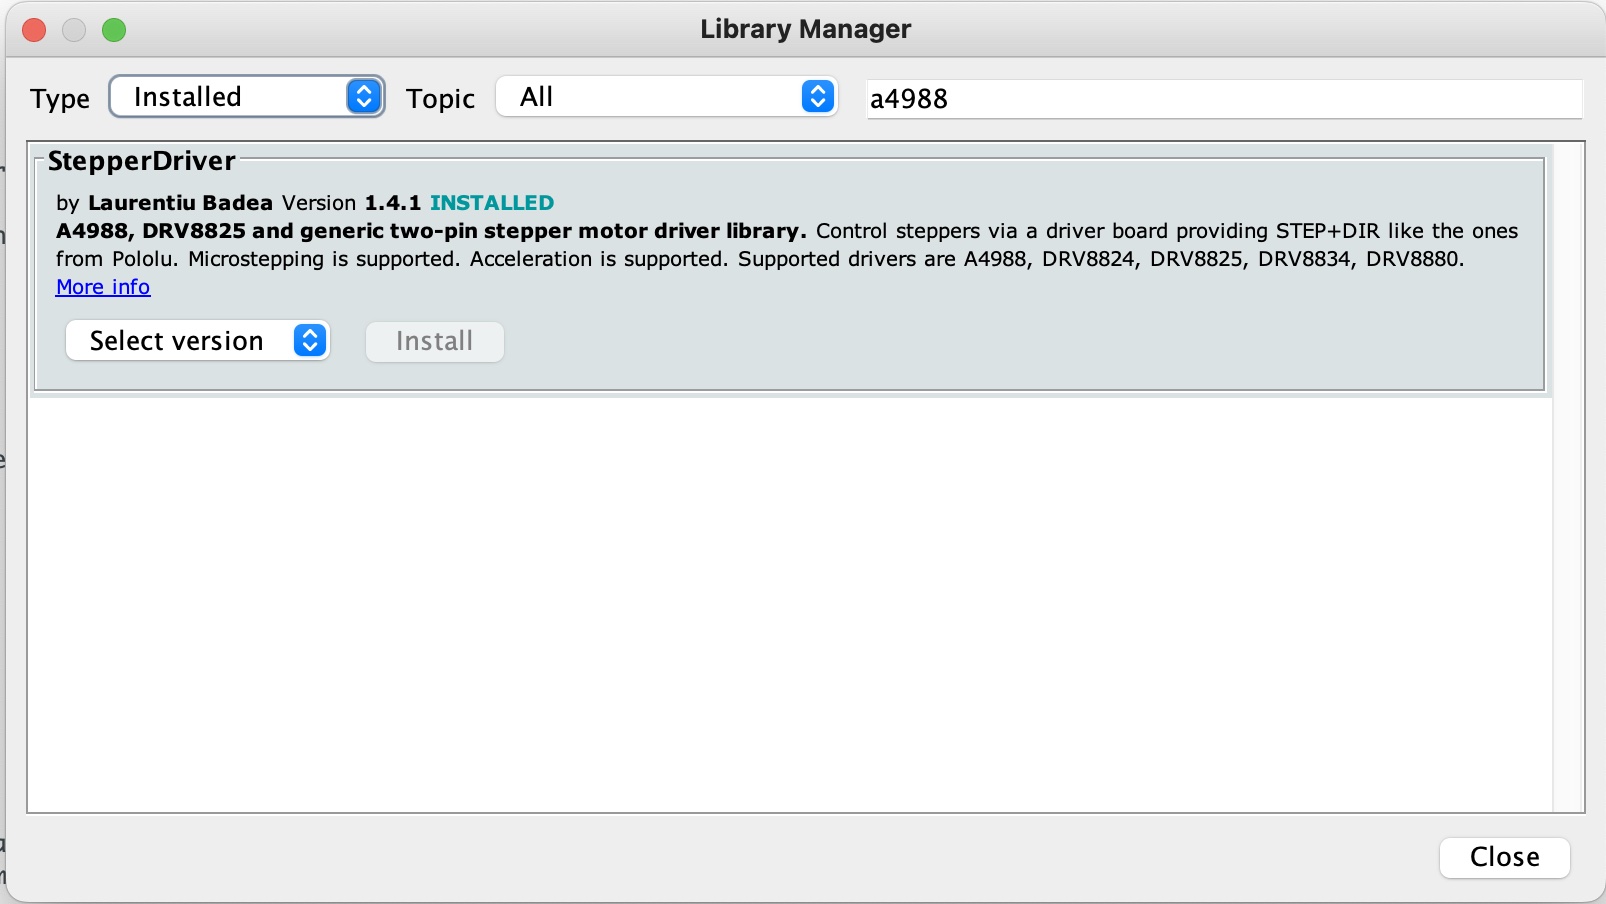 Library Manager
Type Installed Topic All a4988
StepperDriver
by Laurentiu Badea Version 1.4.1 INSTALLED
A4988, DRV8825 and generic two-pin stepper motor driver library. Control steppers via a driver board providing STEP+DIR like the ones
from Pololu. Microstepping is supported. Acceleration is supported. Supported drivers are A4988, DRV8824, DRV8825, DRV8834, DRV8880.
More info
Select version Install
Close